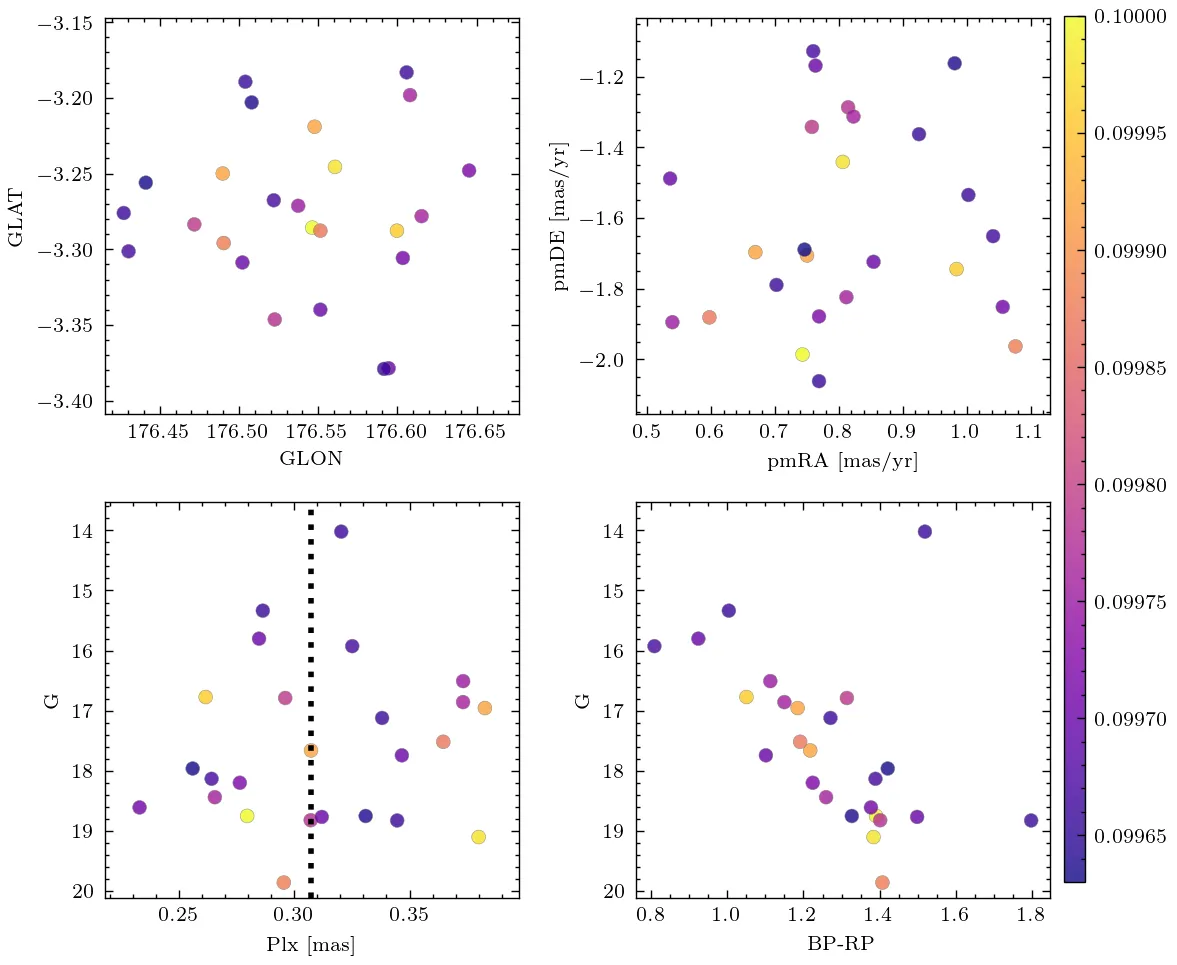 −3.15
−3.20
−3.25
−3.30
−3.35
−3.40
GLAT
176.45 176.50 176.55 176.60 176.65
GLON
−1.2
−1.4
−1.6
−1.8
−2.0
pmDE [mas/yr]
0.5 0.6 0.7 0.8 0.9 1.0 1.1
pmRA [mas/yr]
14
15
16
17
18
19
20
G
0.25 0.30 0.35
Plx [mas]
14
15
16
17
18
19
20
G
0.8 1.0 1.2 1.4 1.6 1.8
BP-RP
0.10000
0.09995
0.09990
0.09985
0.09980
0.09975
0.09970
0.09965